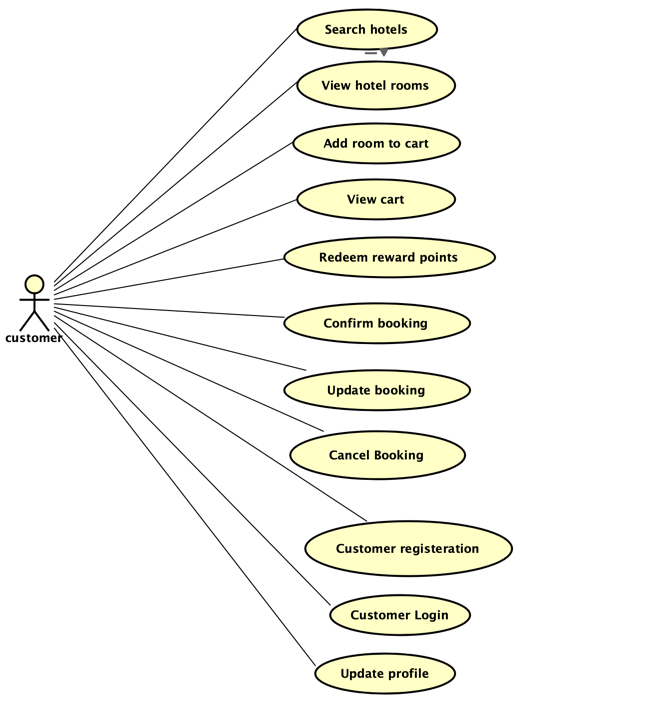 Search hotels
View hotel rooms
Add room to cart
View cart
Redeem reward points
Confirm booking
customer
Update booking
Cancel Booking
Customer registeration
Customer Login
Update profile